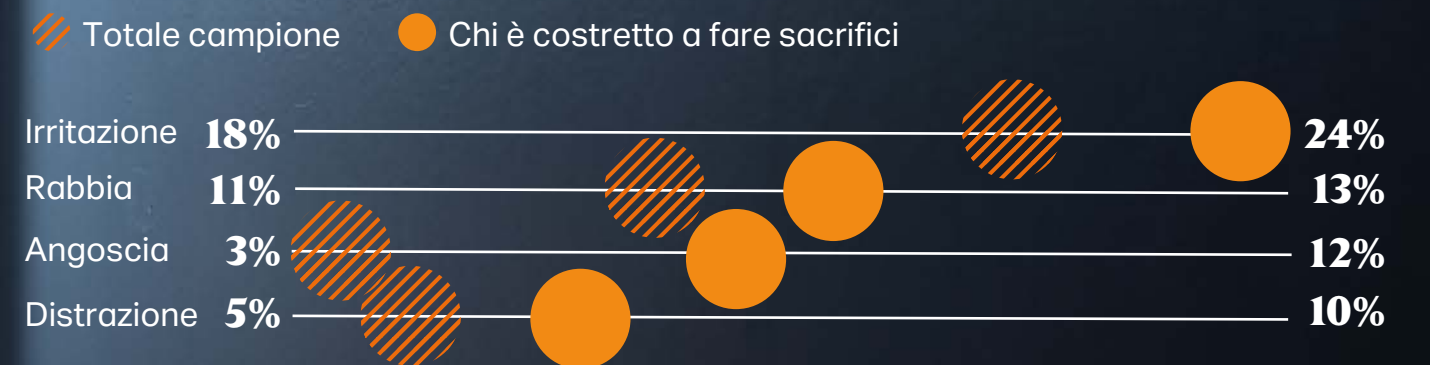 Totale campione Chi è costretto a fare sacrifici
Irritazione 18% 24%
Rabbia 11% 13%
Angoscia 3% 12%
Distrazione 5% 10%